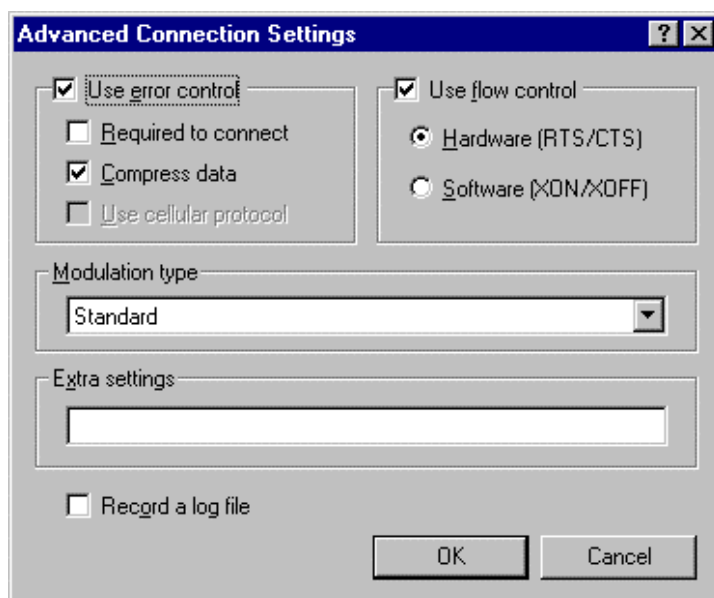 Advanced Connection Settings
Use error control
Required to connect
Compress data
Use cellular protocol
Use flow control
Hardware (RTS/CTS)
Software (XON/XOFF)
Modulation type
Standard
Extra settings
Record a log file
OK
Cancel